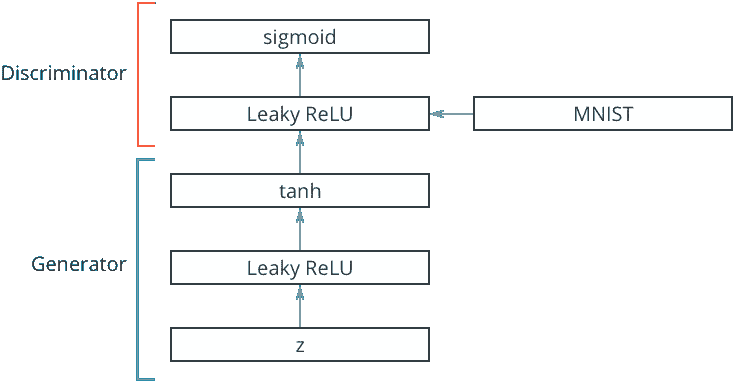 sigmoid
Discriminator
Leaky ReLU
MNIST
tanh
Generator
Leaky ReLU
z